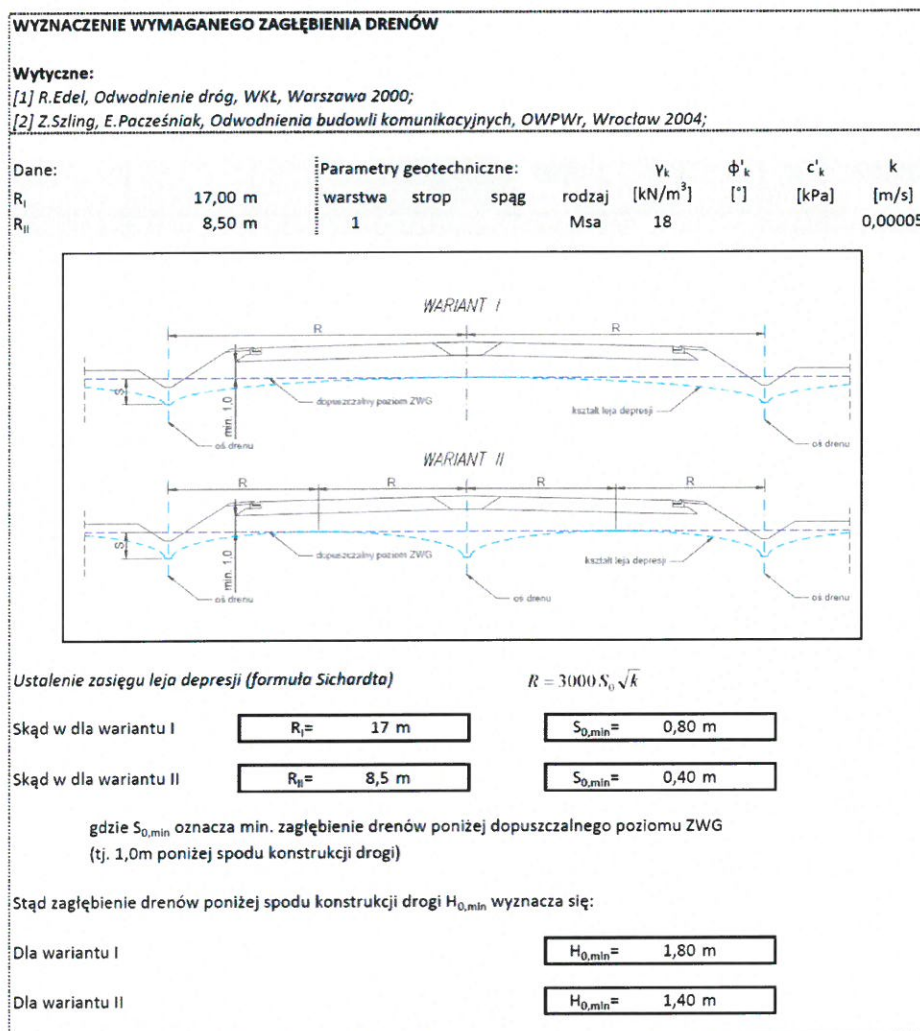 WYZNACZENIE WYMAGANEGO ZAGŁĘBIENIA DRENÓW
Wytyczne:
[1] R.Edel, Odwodnienie dróg, WKŁ, Warszawa 2000;
[2] Z.Szling, E.Pacześniak, Odwodnienia budowli komunikacyjnych, OWPWr, Wrocław 2004;
Dane: Parametry geotechniczne: γk ϕ'k c'k k
RI 17,00 m warstwa strop spąg rodzaj [kN/m³] [°] [kPa] [m/s]
RII 8,50 m 1 Msa 18 0,00005
WARIANT I
R R
S
min. 1,0
dopuszczalny poziom ZWG
kształt leja depresji
oś drenu oś drenu
WARIANT II
R R R R
S
min. 1,0
dopuszczalny poziom ZWG
kształt leja depresji
oś drenu oś drenu oś drenu
Ustalenie zasięgu leja depresji (formuła Sichardta) R = 3000 S₀ √k
Skąd w dla wariantu I RI= 17 m S0,min= 0,80 m
Skąd w dla wariantu II RII= 8,5 m S0,min= 0,40 m
gdzie S0,min oznacza min. zagłębienie drenów poniżej dopuszczalnego poziomu ZWG
(tj. 1,0m poniżej spodu konstrukcji drogi)
Stąd zagłębienie drenów poniżej spodu konstrukcji drogi H0,min wyznacza się:
Dla wariantu I H0,min= 1,80 m
Dla wariantu II H0,min= 1,40 m